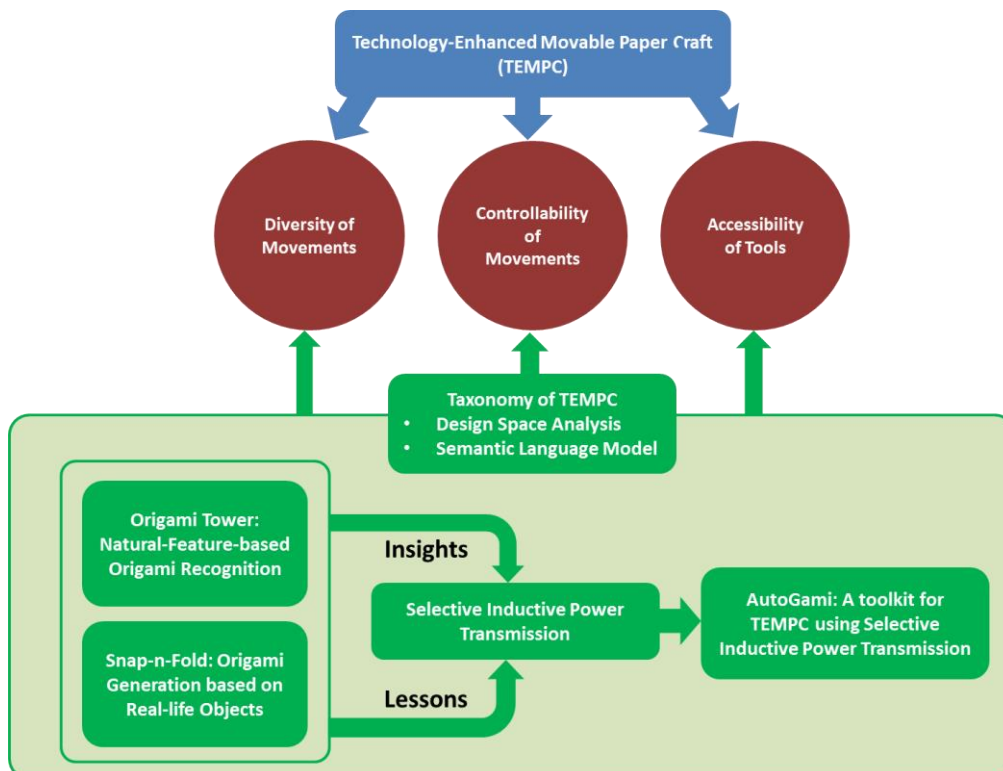 Technology-Enhanced Movable Paper Craft
(TEMPC)
Diversity of
Movements
Controllability
of
Movements
Accessibility
of Tools
Taxonomy of TEMPC
• Design Space Analysis
• Semantic Language Model
Origami Tower:
Natural-Feature-based
Origami Recognition
Insights
Selective Inductive Power
Transmission
AutoGami: A toolkit for
TEMPC using Selective
Inductive Power Transmission
Snap-n-Fold: Origami
Generation based on
Real-life Objects
Lessons